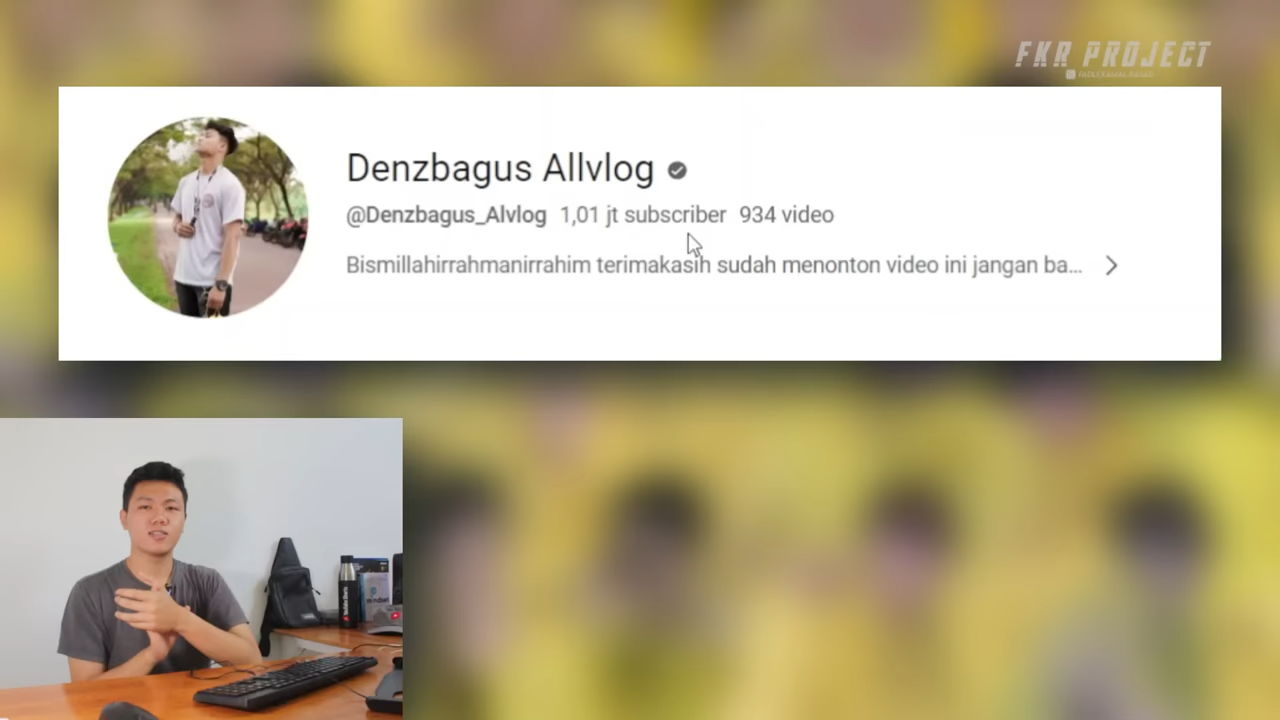 FKR PROJECT
Denzbagus Allvlog
@Denzbagus_Alvlog 1,01 jt subscriber 934 video
Bismillahirrahmanirrahim terimakasih sudah menonton video ini jangan ba...